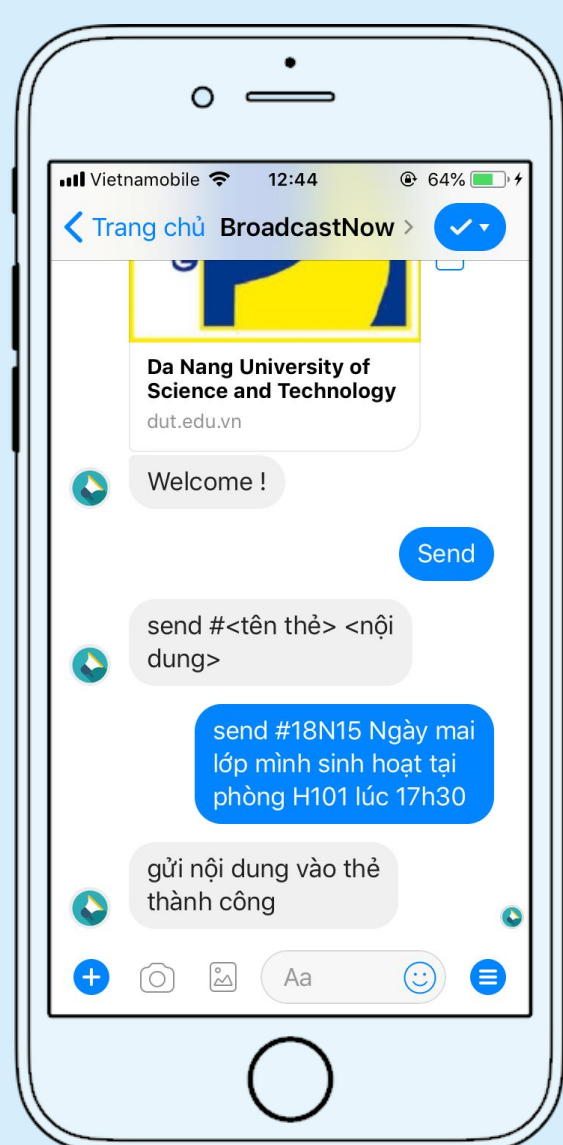 Vietnamobile 12:44 64%
Trang chủ BroadcastNow
G
Da Nang University of
Science and Technology
dut.edu.vn
Welcome !
Send
send #<tên thẻ> <nội
dung>
send #18N15 Ngày mai
lớp mình sinh hoạt tại
phòng H101 lúc 17h30
gửi nội dung vào thẻ
thành công
Aa